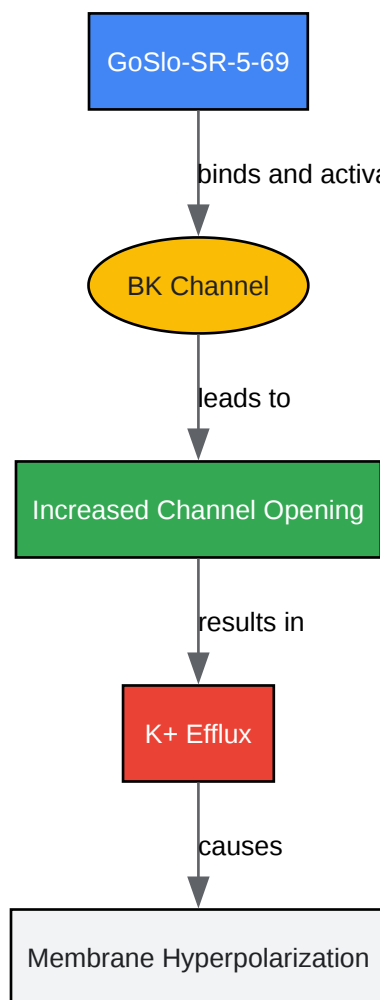 GoSlo-SR-5-69
binds and activa
BK Channel
leads to
Increased Channel Opening
results in
K+ Efflux
causes
Membrane Hyperpolarization